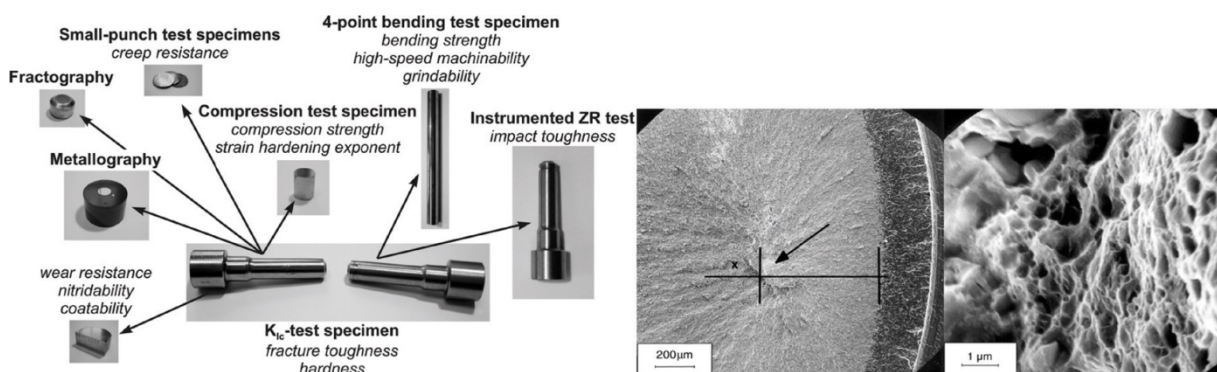 Small-punch test specimens
creep resistance
4-point bending test specimen
bending strength
high-speed machinability
grindability
Fractography
Compression test specimen
compression strength
strain hardening exponent
Instrumented ZR test
impact toughness
Metallography
wear resistance
nitridability
coatability
K_Ic-test specimen
fracture toughness
hardness
x
200µm
1 µm